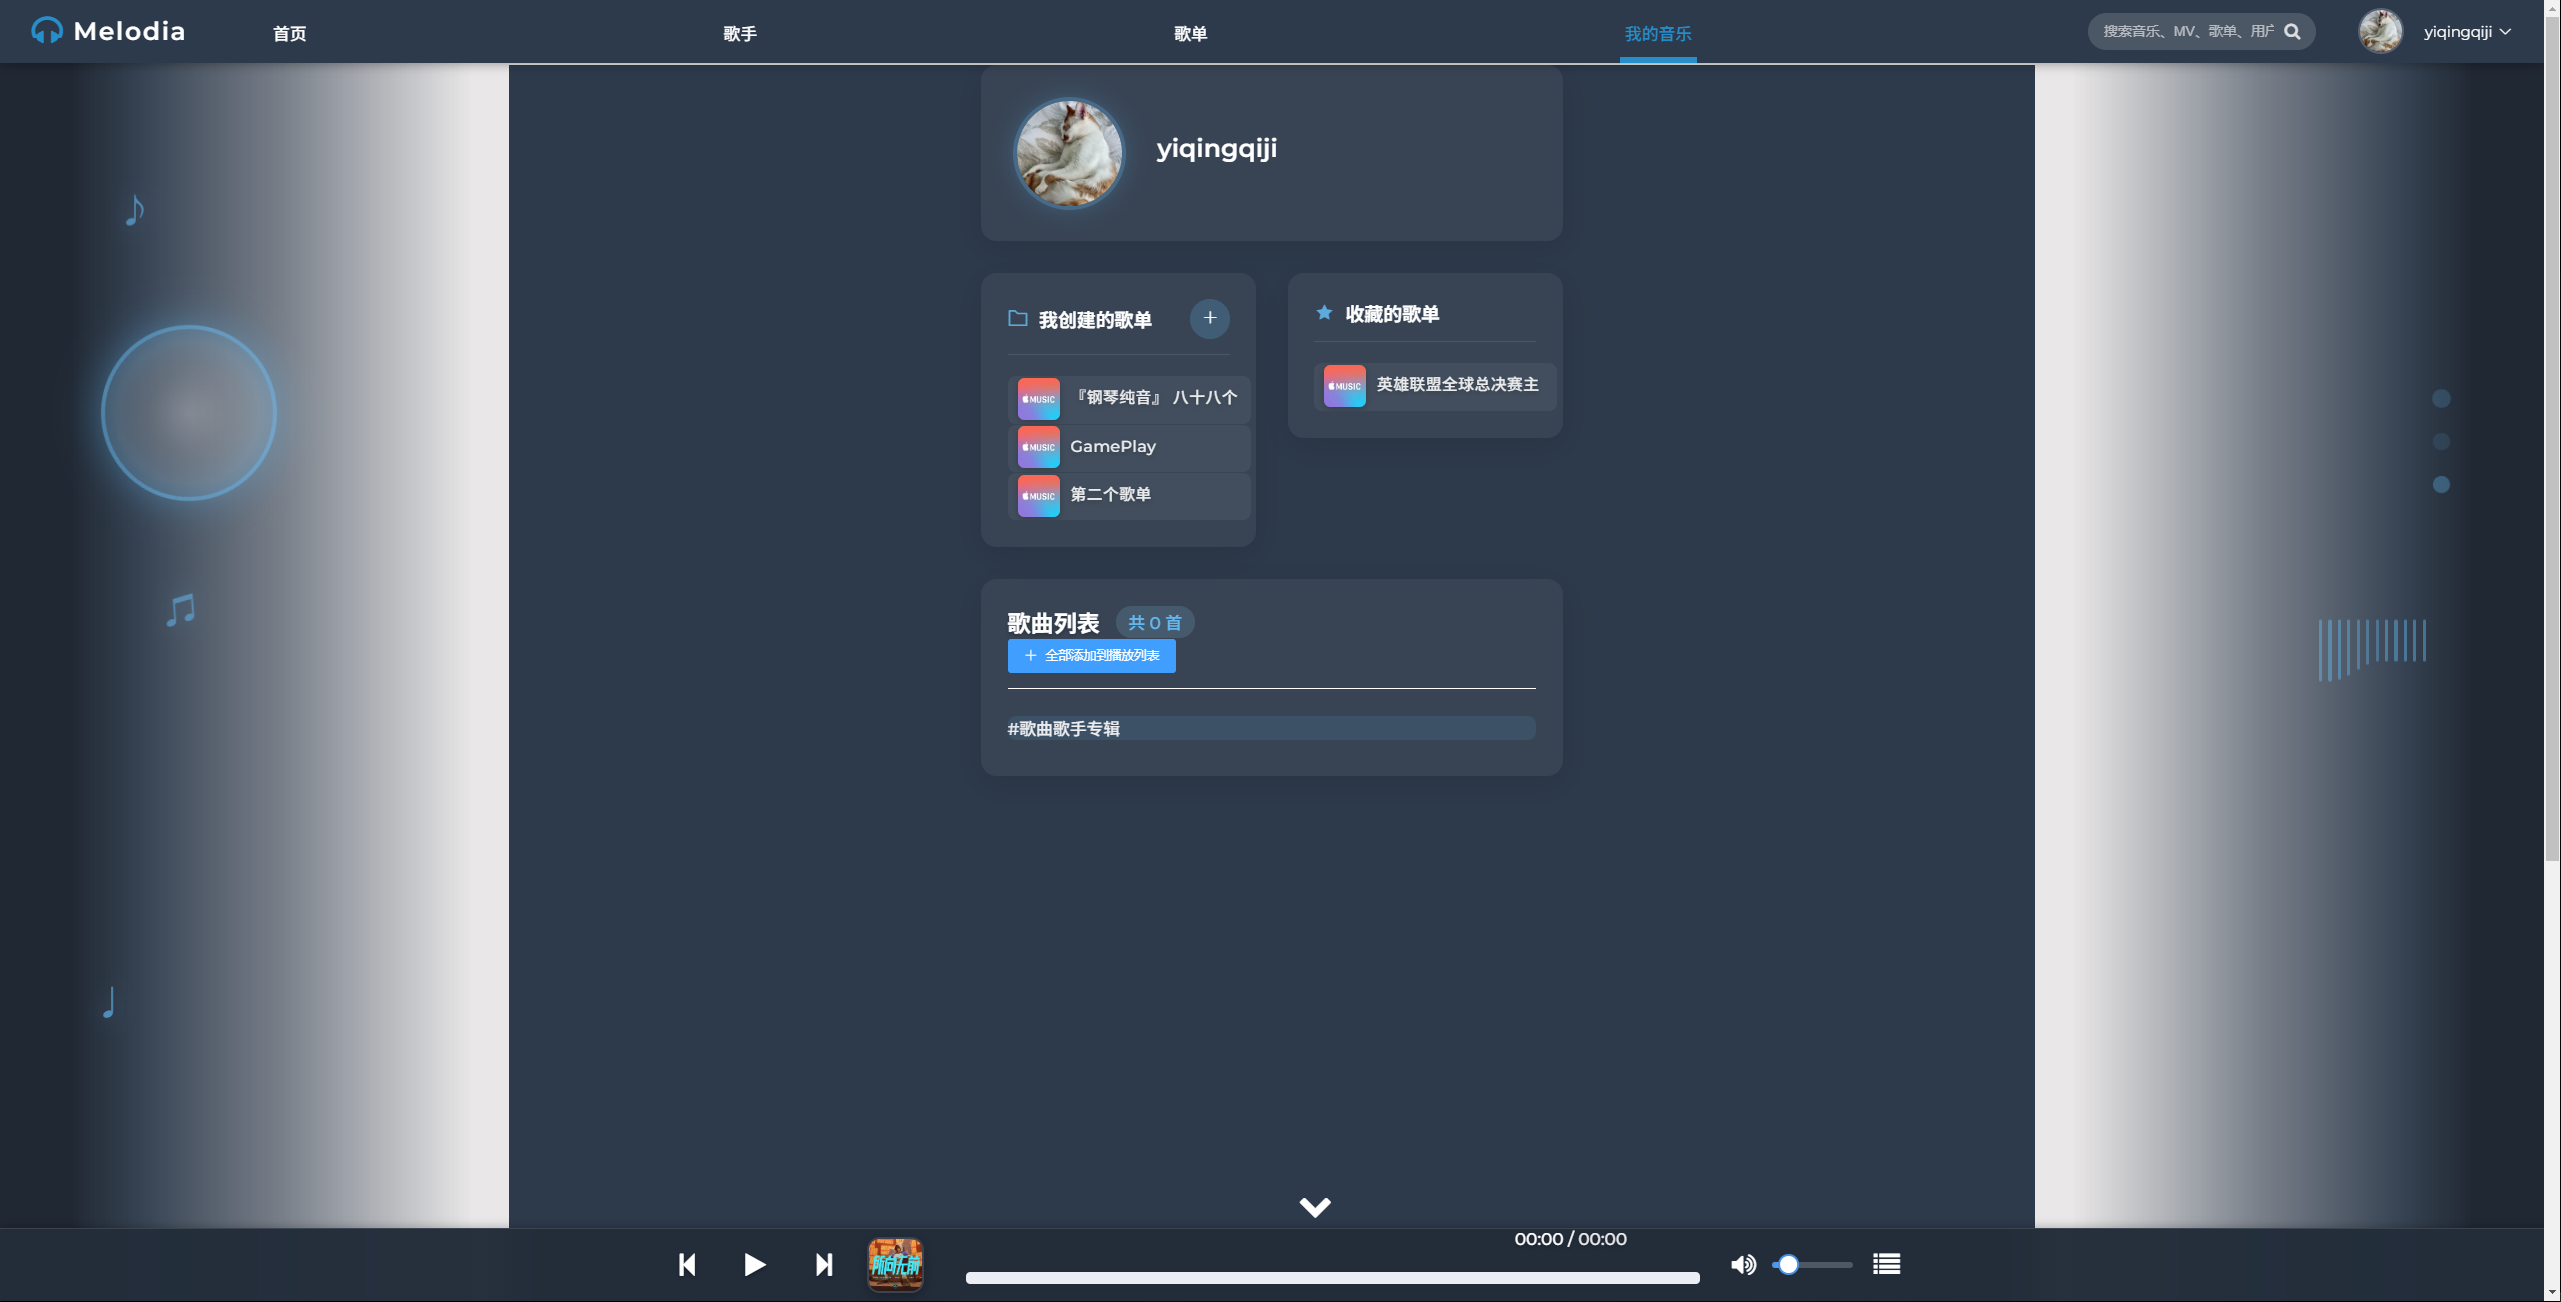 Melodia
首页
歌手
歌单
我的音乐
搜索音乐、MV、歌单、用户
yiqingqiji
yiqingqiji
我创建的歌单
『钢琴纯音』 八十八个
GamePlay
第二个歌单
收藏的歌单
英雄联盟全球总决赛主
MUSIC
MUSIC
MUSIC
MUSIC
歌曲列表 共 0 首
全部添加到播放列表
#歌曲歌手专辑
00:00 / 00:00
所向无前